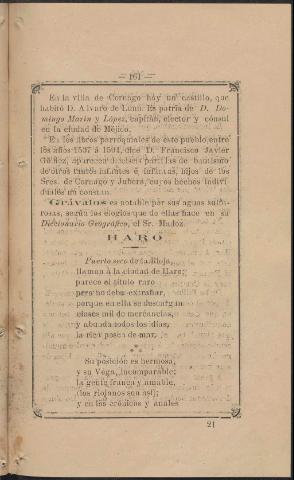 — 161 —
En la villa de Cornago hay un castillo, que
habitó D. Alvaro de Luna. Es patria de D. Do-
mingo Marin y López, capitán, elector y cónsul
en la ciudad de Méjico.
En los libros parroquiales de este pueblo, entre
los años 1537 á 1591, dice D. Francisco Javier
Gómez, aparecen diversas partidas de bautismo
de otros tantos infantes é infantas, hijos de los
Sres. de Cornago y Jubera, cuyos hechos indivi-
duales no constan.
Grávalos es notable por sus aguas sulfu-
rosas, según los elogios que de ellas hace en su
Diccionario Geográfico, el Sr. Madoz.
HARO
Puerto seco de la Rioja,
llaman á la ciudad de Haro;
parece el título raro
pero no debe extrañar,
porque en ella se descargan
clases mil de mercancías,
y abunda todos los días,
la rica pesca de mar.
Su posición es hermosa,
y su Vega, incomparable;
la gente franca y amable,
(los riojanos son así);
y en las crónicas y anales
21